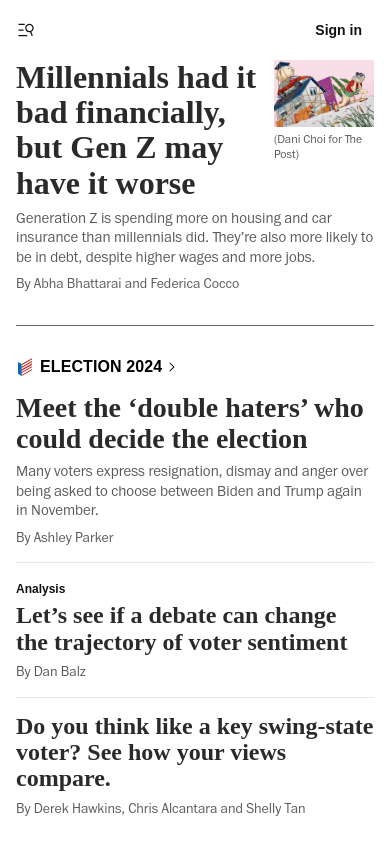 Sign in
Millennials had it
bad financially,
but Gen Z may
have it worse
(Dani Choi for The
Post)
Generation Z is spending more on housing and car
insurance than millennials did. They’re also more likely to
be in debt, despite higher wages and more jobs.
By Abha Bhattarai and Federica Cocco
ELECTION 2024
Meet the ‘double haters’ who
could decide the election
Many voters express resignation, dismay and anger over
being asked to choose between Biden and Trump again
in November.
By Ashley Parker
Analysis
Let’s see if a debate can change
the trajectory of voter sentiment
By Dan Balz
Do you think like a key swing-state
voter? See how your views
compare.
By Derek Hawkins, Chris Alcantara and Shelly Tan